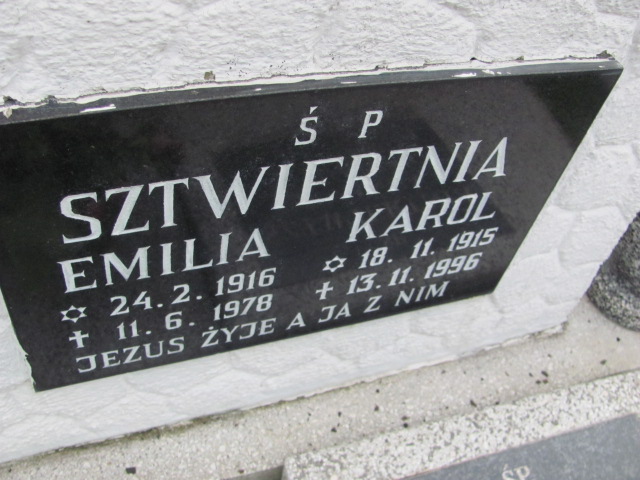 Ś P
SZTWIERTNIA
EMILIA KAROL
✡ 24. 2. 1916 ✡ 18. 11. 1915
✝ 11. 6. 1978 ✝ 13. 11. 1996
JEZUS ŻYJE A JA Z NIM
ŚP